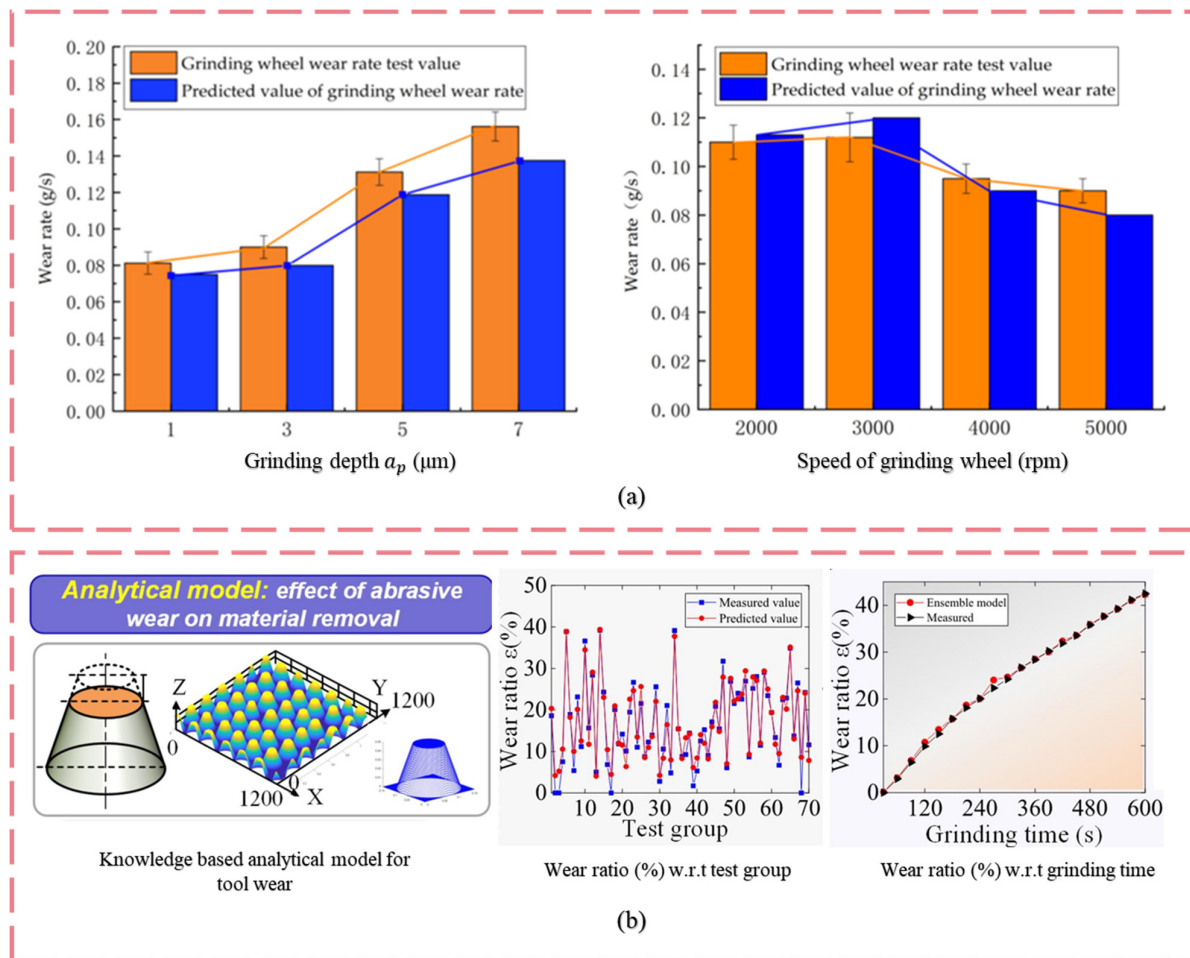 0.20
0.18
0.16
0.14
0.12
0.10
0.08
0.06
0.04
0.02
0.00
Wear rate (g/s)
Grinding wheel wear rate test value
Predicted value of grinding wheel wear rate
1 3 5 7
Grinding depth aₚ (μm)
0.14
0.12
0.10
0.08
0.06
0.04
0.02
0.00
Wear rate（g/s）
Grinding wheel wear rate test value
Predicted value of grinding wheel wear rate
2000 3000 4000 5000
Speed of grinding wheel (rpm)
(a)
Analytical model: effect of abrasive
wear on material removal
Z
Y
1200
0
0
1200
X
Knowledge based analytical model for
tool wear
50
40
30
20
10
0
Wear ratio ε(%)
Measured value
Predicted value
10 20 30 40 50 60 70
Test group
Wear ratio (%) w.r.t test group
40
30
20
10
0
Wear ratio ε(%)
Ensemble model
Measured
120 240 360 480 600
Grinding time (s)
Wear ratio (%) w.r.t grinding time
(b)